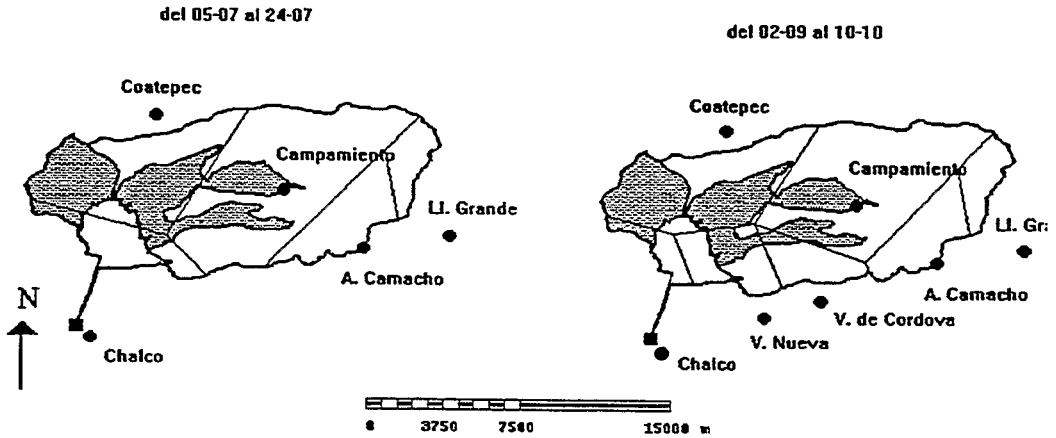 del 05-07 al 24-07
del 02-09 al 10-10
Coatepec
Campamiento
Ll. Grande
A. Camacho
N
Chalco
Coatepec
Campamiento
Ll. Gra
A. Camacho
V. de Cordova
V. Nueva
Chalco
0 3750 7500 15000 m